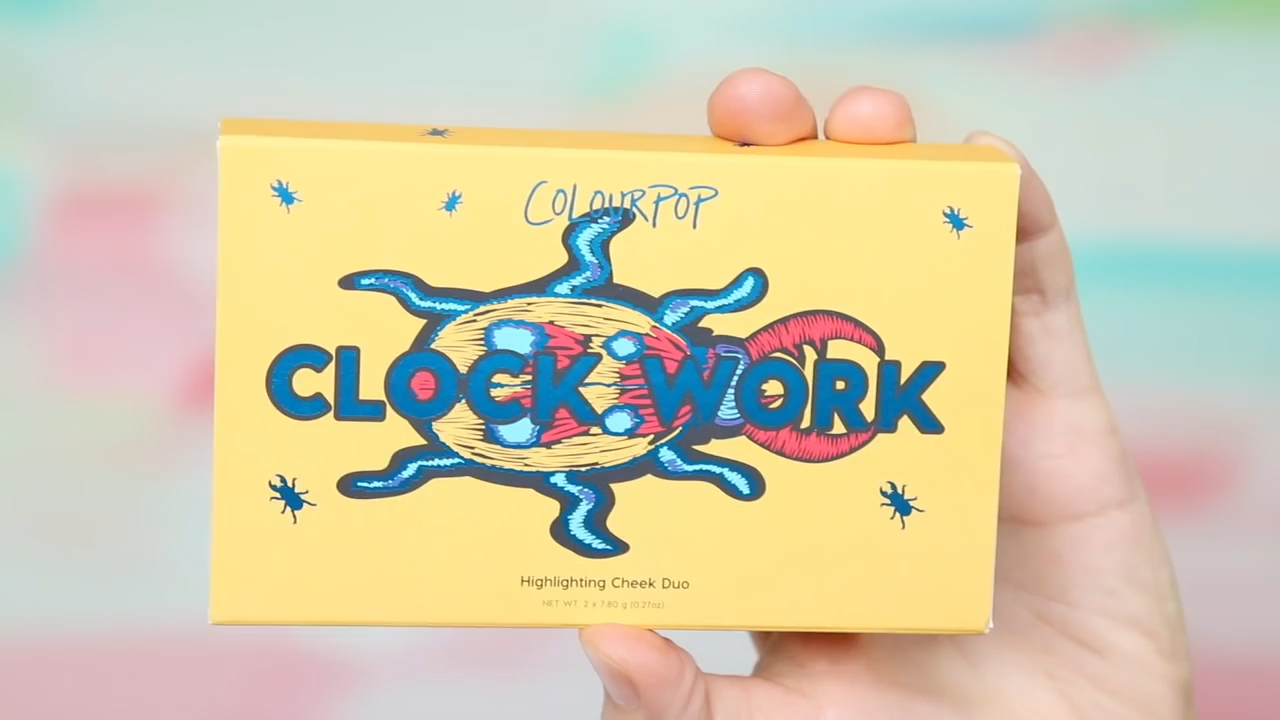 COLOURPOP
CLOCK WORK
Highlighting Cheek Duo
NET WT. 2 x 7.80 g (0.27oz)